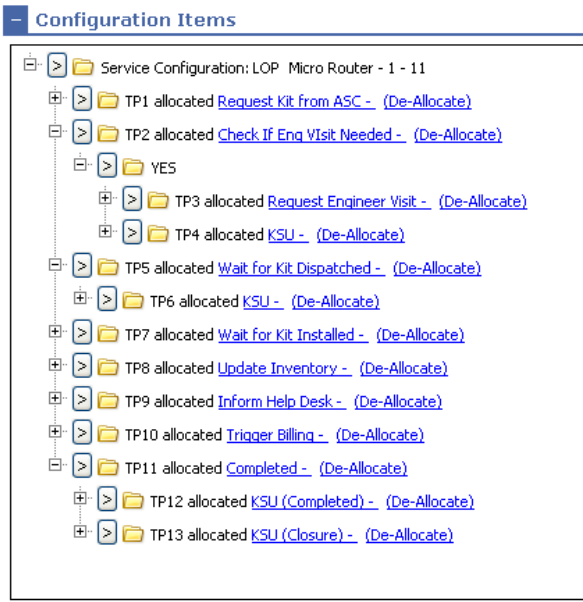 Configuration Items
Service Configuration: LOP Micro Router - 1 - 11
TP1 allocated Request Kit from ASC - (De-Allocate)
TP2 allocated Check If Eng VIsit Needed - (De-Allocate)
YES
TP3 allocated Request Engineer Visit - (De-Allocate)
TP4 allocated KSU - (De-Allocate)
TP5 allocated Wait for Kit Dispatched - (De-Allocate)
TP6 allocated KSU - (De-Allocate)
TP7 allocated Wait for Kit Installed - (De-Allocate)
TP8 allocated Update Inventory - (De-Allocate)
TP9 allocated Inform Help Desk - (De-Allocate)
TP10 allocated Trigger Billing - (De-Allocate)
TP11 allocated Completed - (De-Allocate)
TP12 allocated KSU (Completed) - (De-Allocate)
TP13 allocated KSU (Closure) - (De-Allocate)